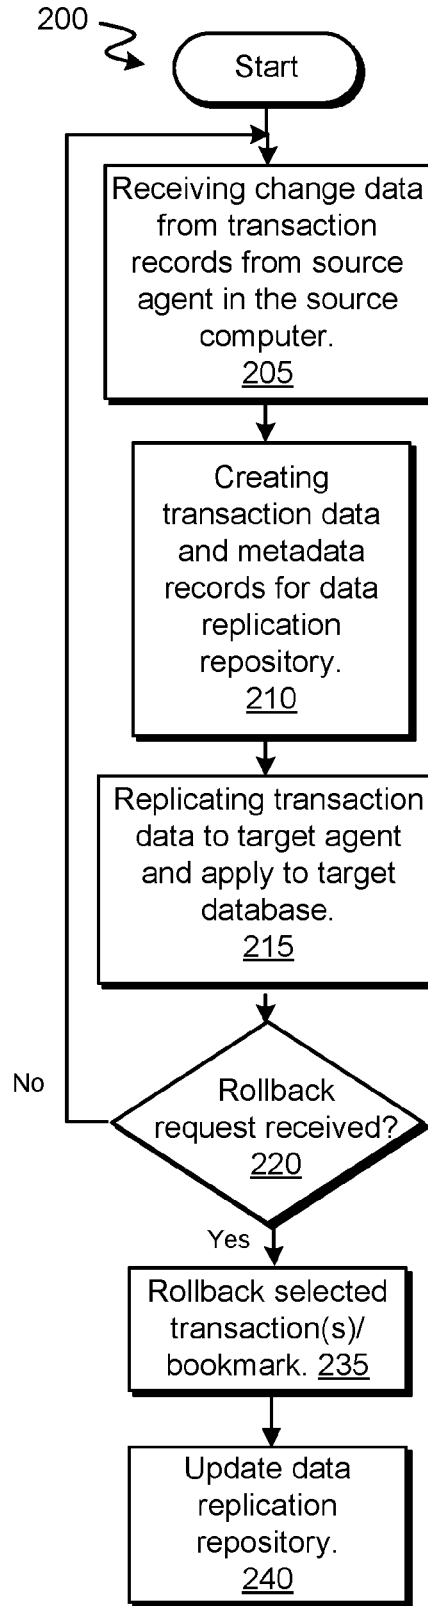 200
Start
Receiving change data
from transaction
records from source
agent in the source
computer.
205
Creating
transaction data
and metadata
records for data
replication
repository.
210
Replicating transaction
data to target agent
and apply to target
database.
215
No
Rollback
request received?
220
Yes
Rollback selected
transaction(s)/
bookmark. 235
Update data
replication
repository.
240